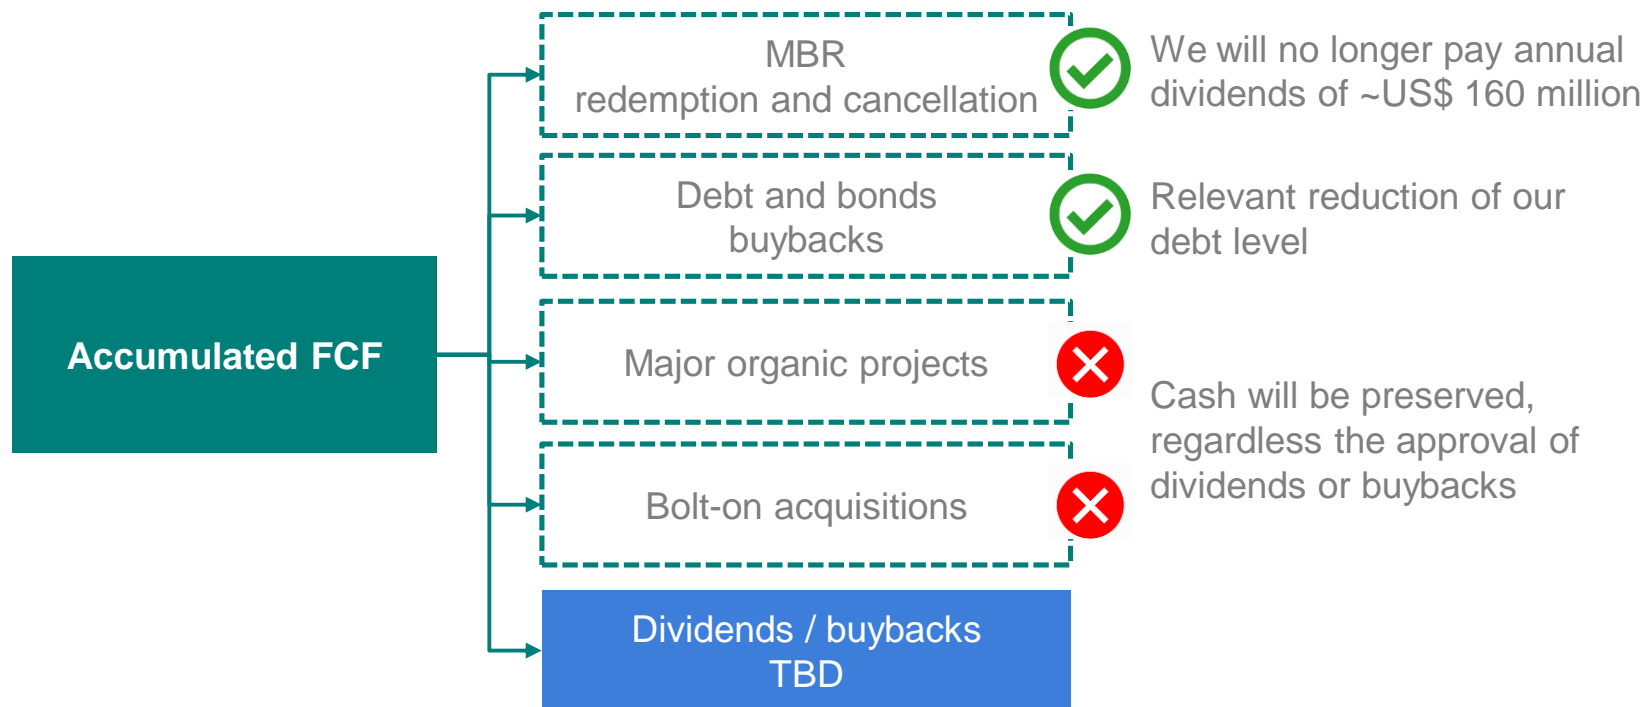 MBR
redemption and cancellation
We will no longer pay annual
dividends of ~US$ 160 million
Debt and bonds
buybacks
Relevant reduction of our
debt level
Accumulated FCF
Major organic projects
Cash will be preserved,
regardless the approval of
dividends or buybacks
Bolt-on acquisitions
Dividends / buybacks
TBD